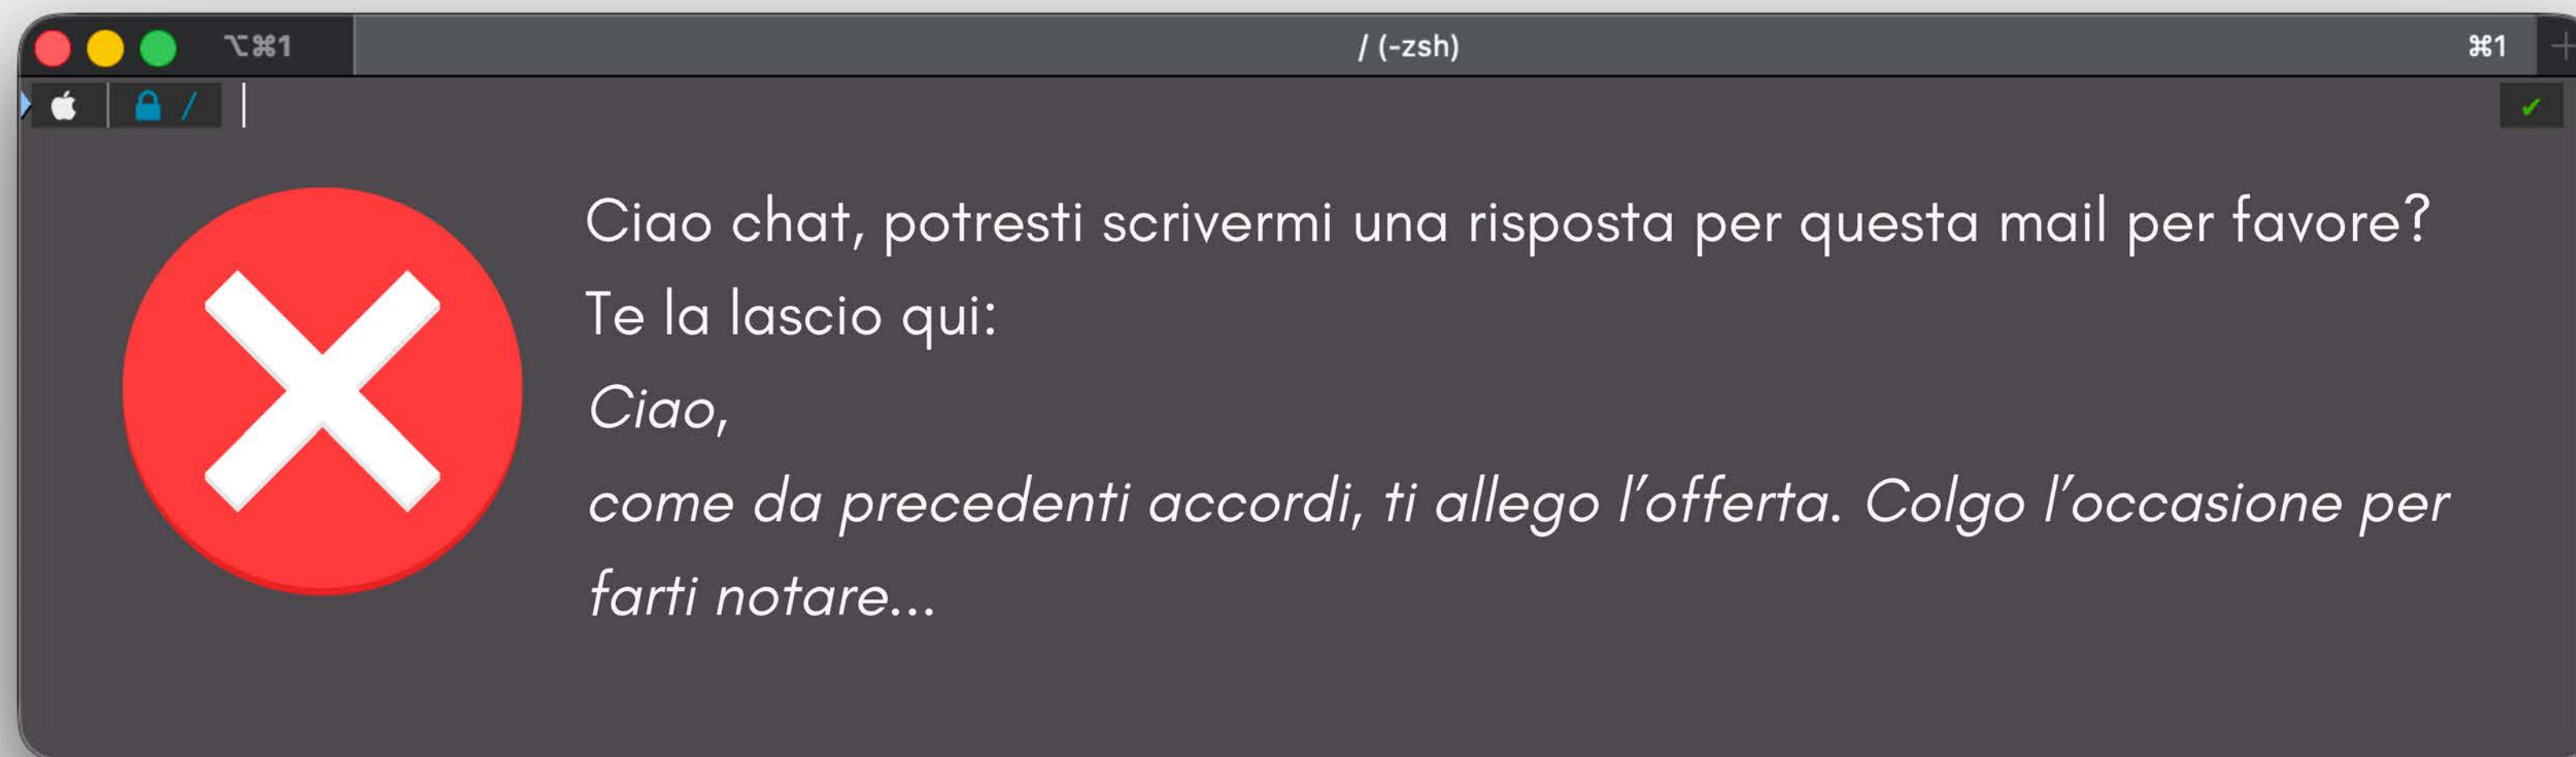 ⌥⌘1
/ (-zsh)
⌘1
/
Ciao chat, potresti scrivermi una risposta per questa mail per favore?
Te la lascio qui:
Ciao,
come da precedenti accordi, ti allego l'offerta. Colgo l'occasione per
farti notare...